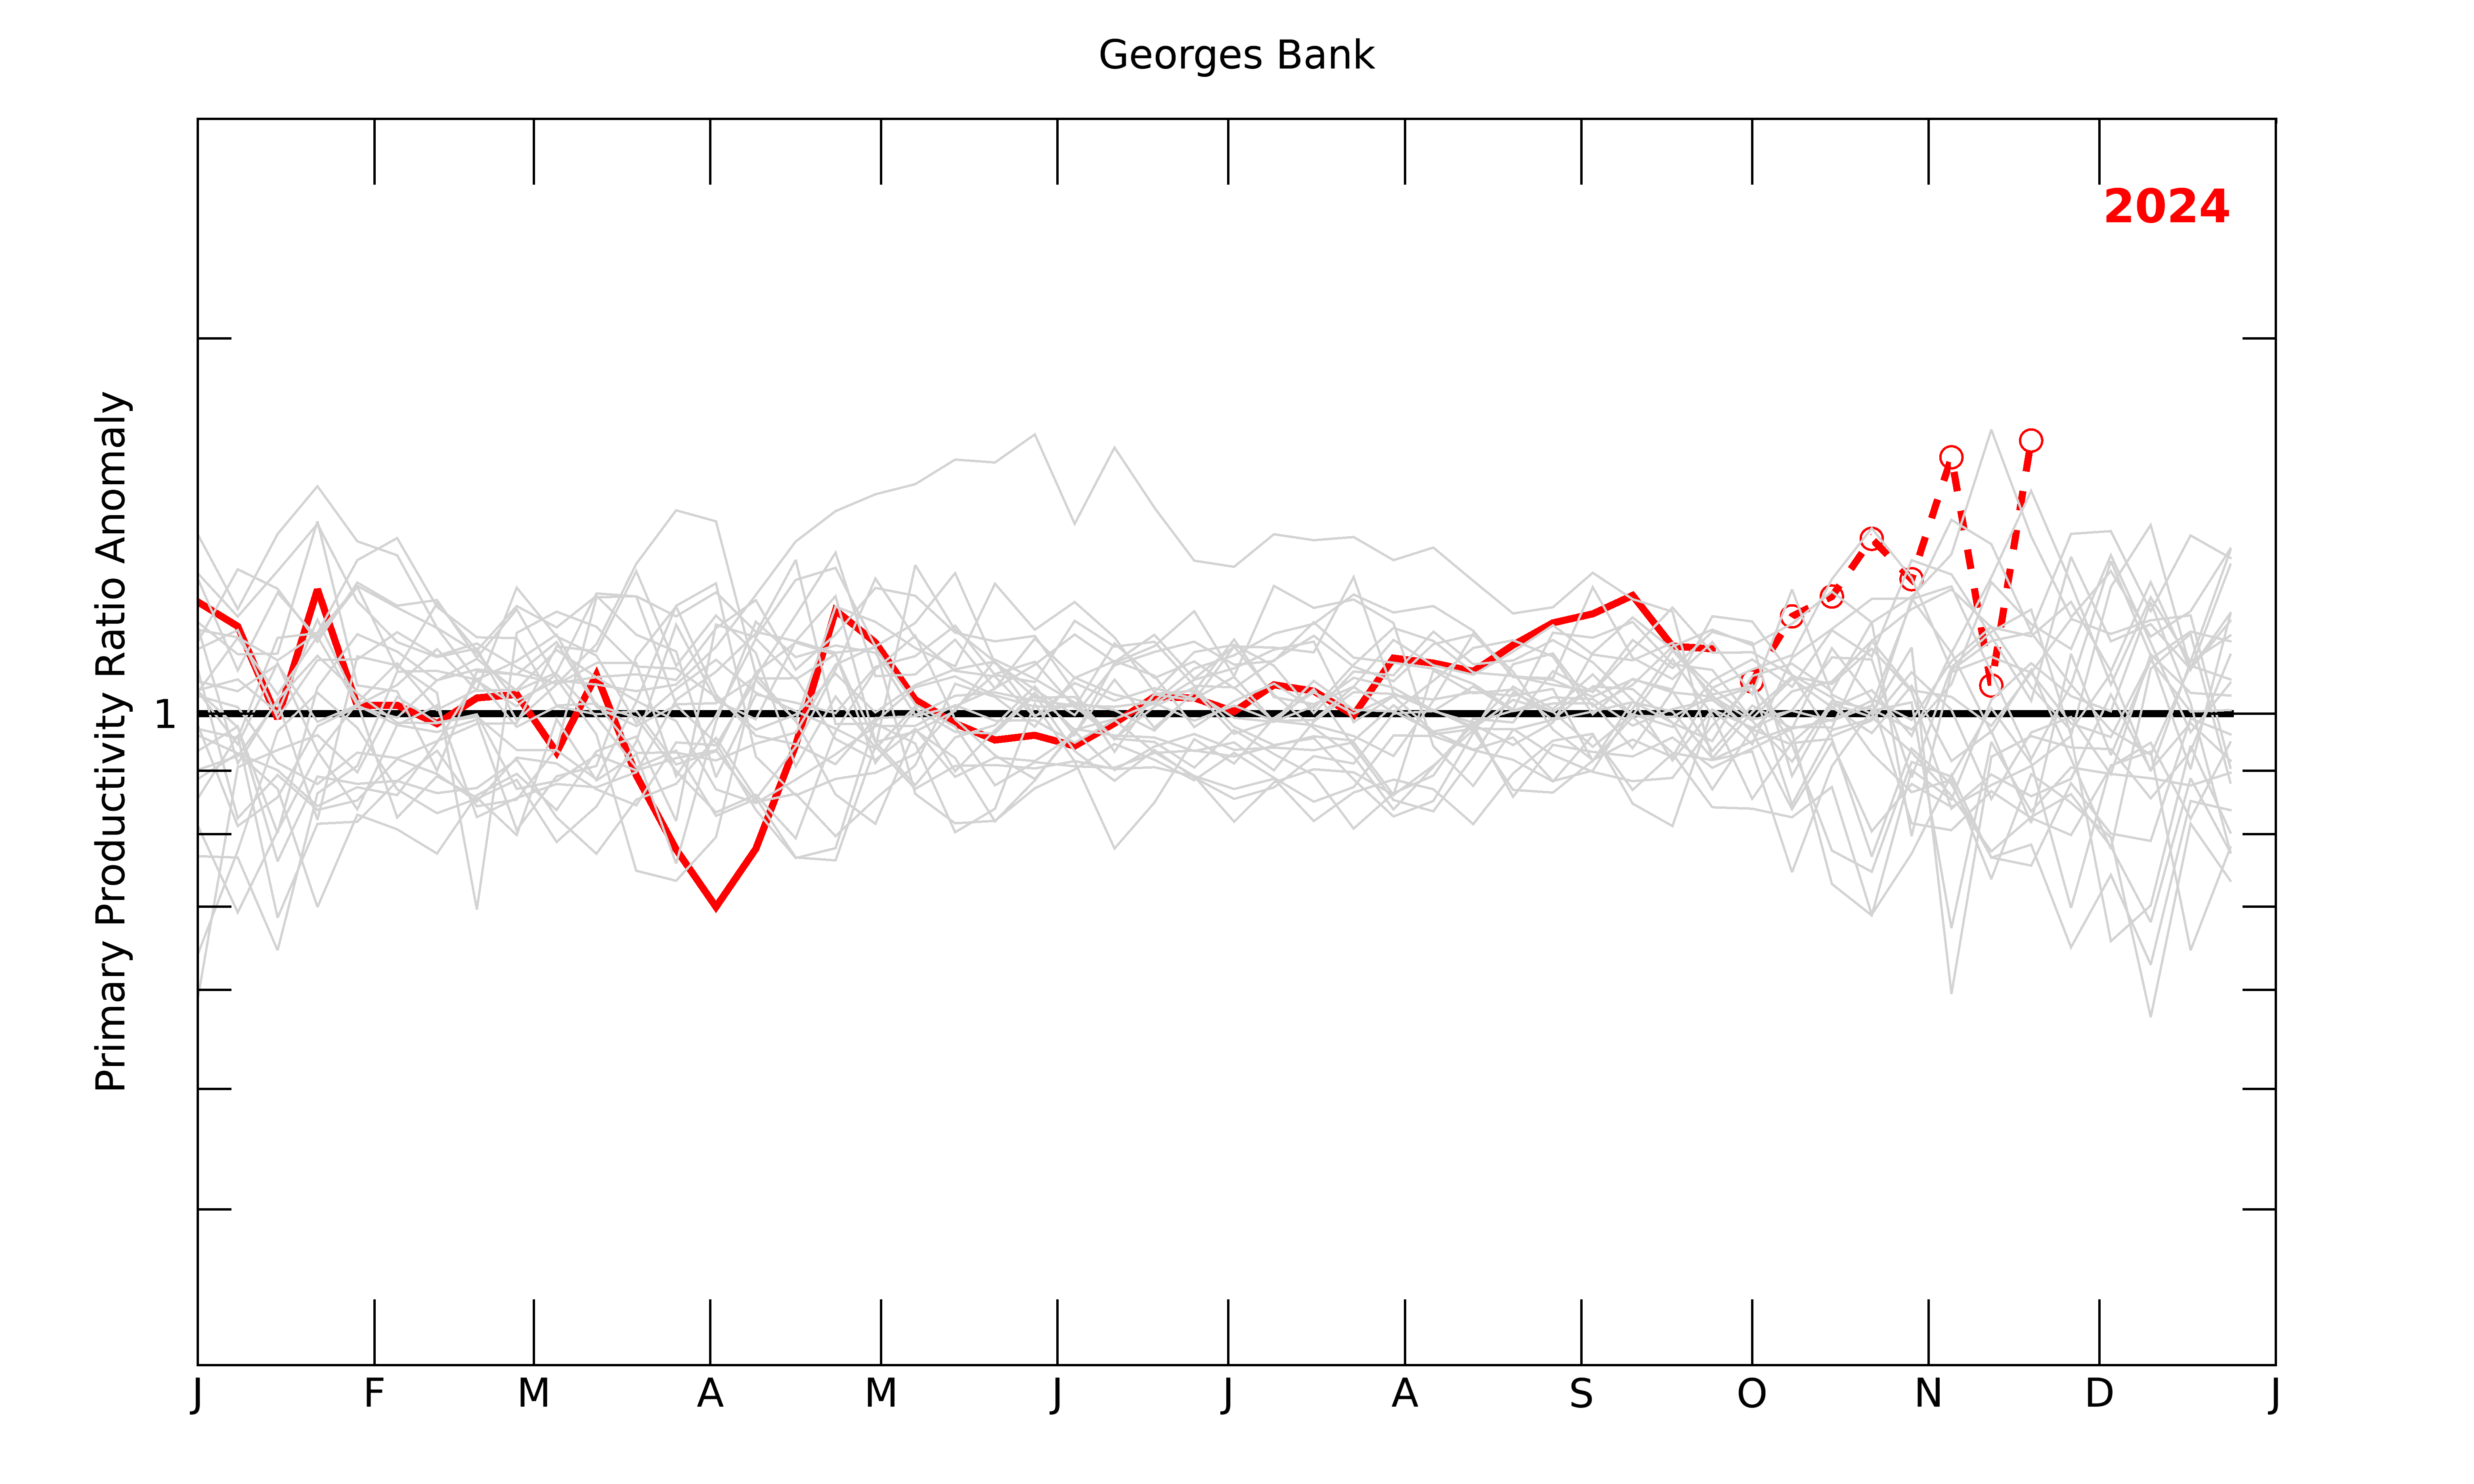 Georges Bank
2024
Primary Productivity Ratio Anomaly
1
J F M A M J J A S O N D J